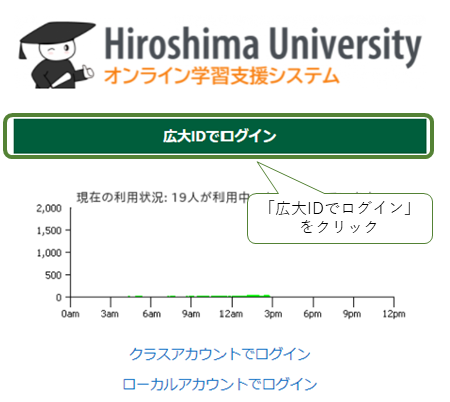 Hiroshima University
オンライン学習支援システム
広大IDでログイン
現在の利用状況: 19人が利用中
「広大IDでログイン」
をクリック
2,000
1,500
1,000
500
0
0am 3am 6am 9am 12am 3pm 6pm 9pm 12pm
クラスアカウントでログイン
ローカルアカウントでログイン